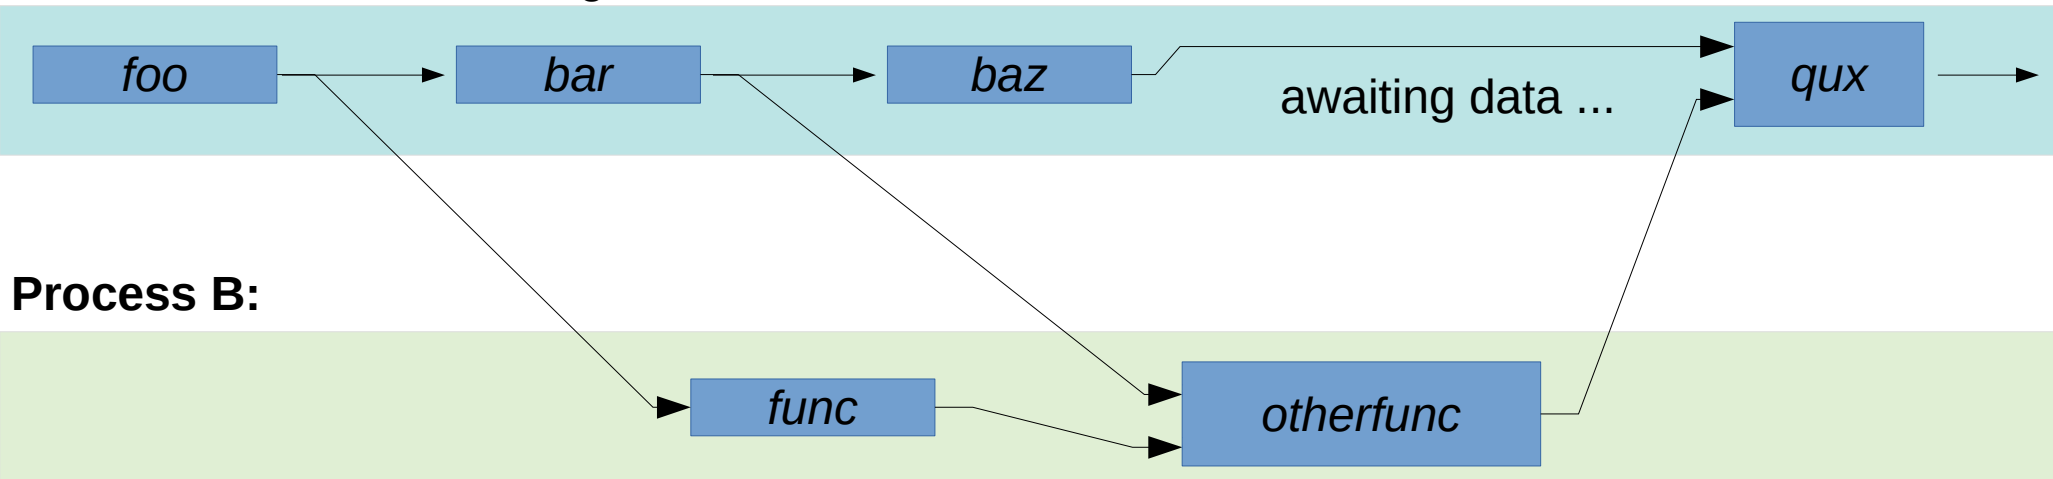 foo
bar
baz
qux
awaiting data ...
Process B:
func
otherfunc